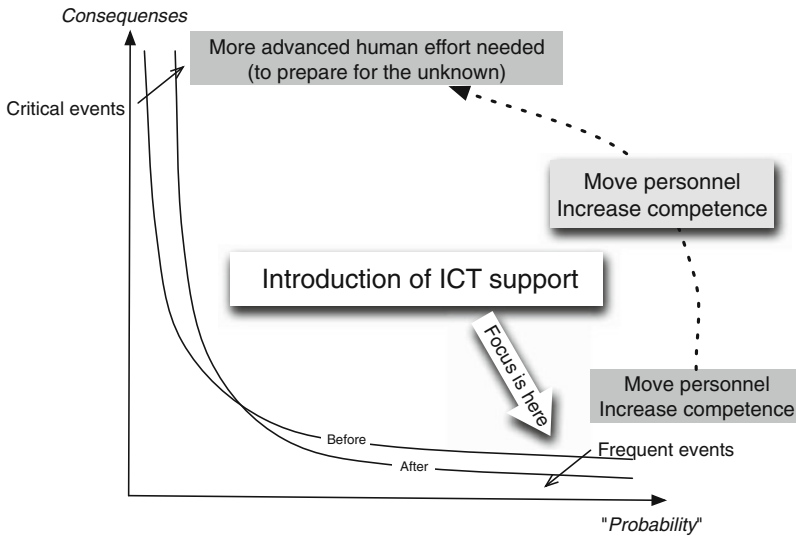 Consequenses
More advanced human effort needed
(to prepare for the unknown)
Critical events
Move personnel
Increase competence
Introduction of ICT support
Focus is here
Move personnel
Increase competence
Before
Frequent events
After
"Probability"